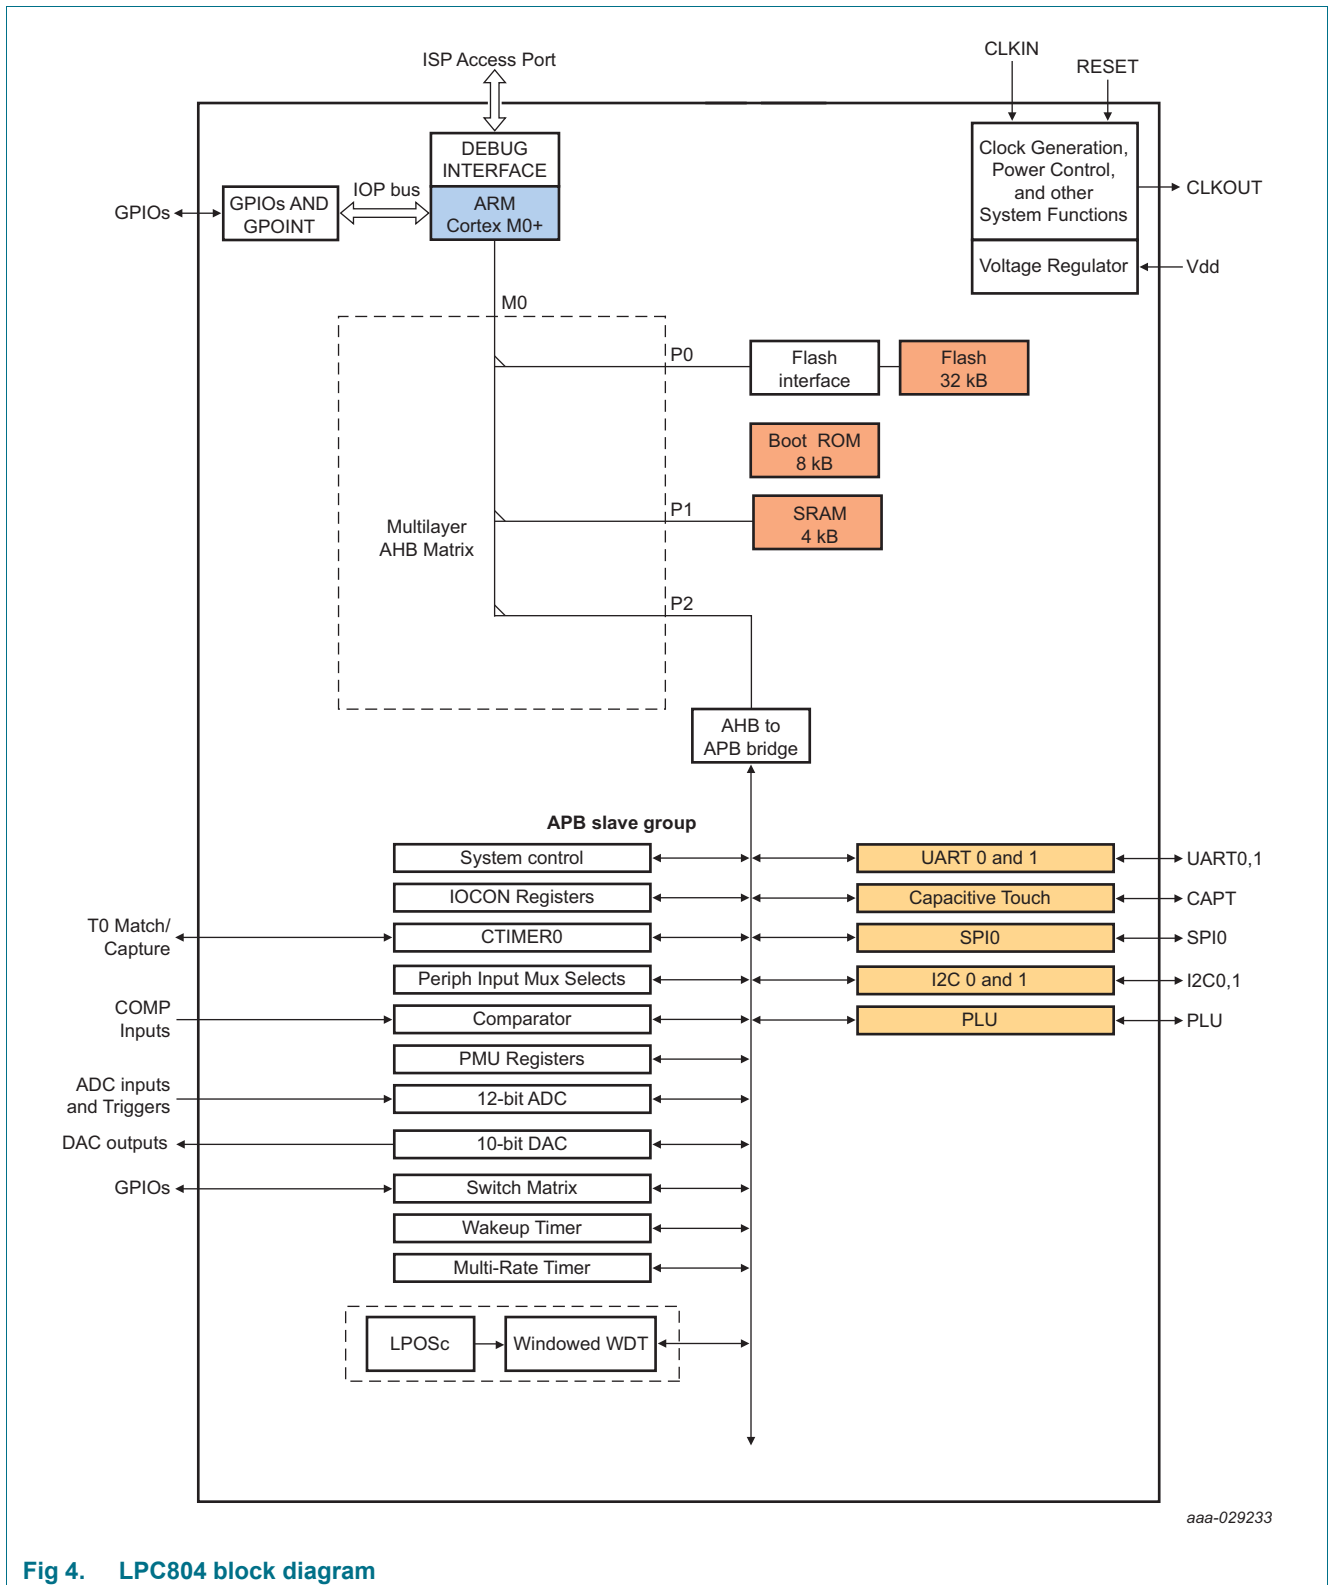 ISP Access Port
CLKIN
RESET
DEBUG
INTERFACE
ARM
Cortex M0+
IOP bus
GPIOs
GPIOs AND
GPOINT
Clock Generation,
Power Control,
and other
System Functions
CLKOUT
Voltage Regulator
Vdd
M0
P0
Flash
interface
Flash
32 kB
Boot ROM
8 kB
P1
SRAM
4 kB
Multilayer
AHB Matrix
P2
AHB to
APB bridge
APB slave group
System control
UART 0 and 1
UART0,1
IOCON Registers
Capacitive Touch
CAPT
T0 Match/
Capture
CTIMER0
SPI0
SPI0
Periph Input Mux Selects
I2C 0 and 1
I2C0,1
COMP
Inputs
Comparator
PLU
PLU
PMU Registers
ADC inputs
and Triggers
12-bit ADC
DAC outputs
10-bit DAC
GPIOs
Switch Matrix
Wakeup Timer
Multi-Rate Timer
LPOSc
Windowed WDT
aaa-029233
Fig 4. LPC804 block diagram